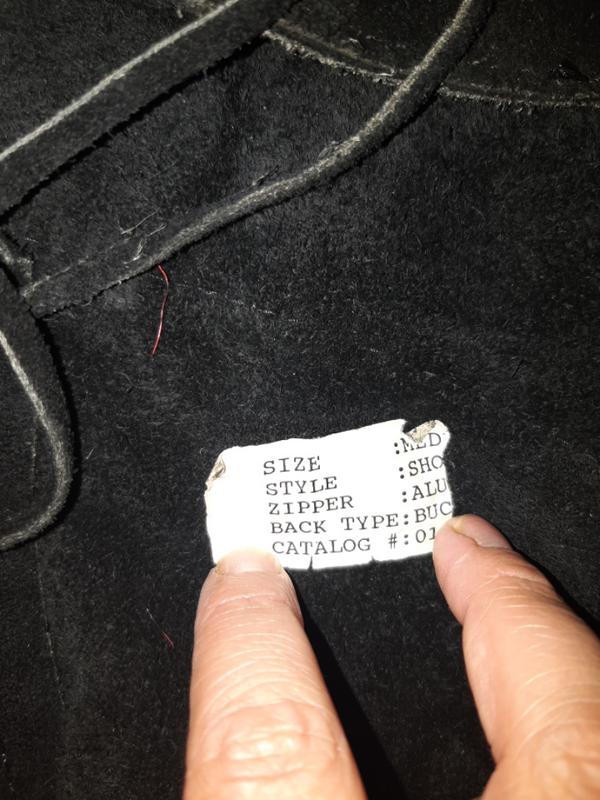 SIZE :MED
STYLE :SHO
ZIPPER :ALU
BACK TYPE:BUC
CATALOG #:01